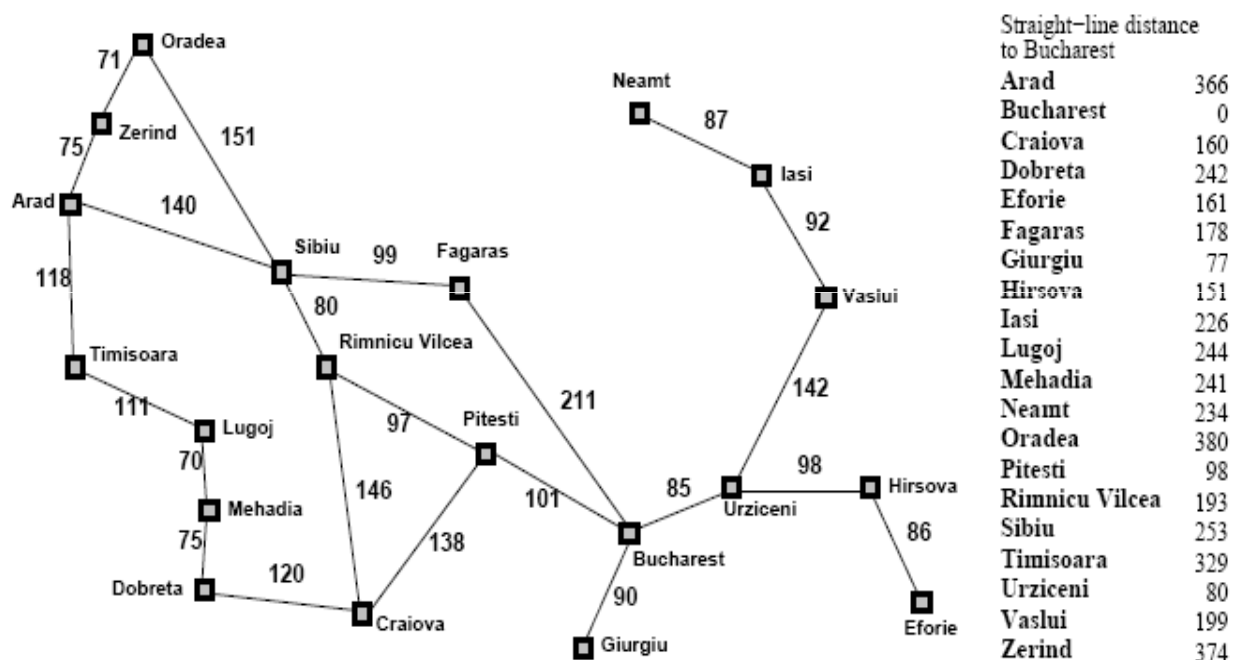 Oradea
71
Zerind
75
151
Arad
140
Sibiu
99
Fagaras
118
80
Rimnicu Vilcea
Timisoara
111
Lugoj
97
Pitesti
211
70
146
Mehadia
101
75
138
Dobreta
120
Craiova
Bucharest
90
Giurgiu
85
Neamt
87
Iasi
92
Vasiui
142
98
Urziceni
Hirsova
86
Eforie
Straight-line distance
to Bucharest
Arad 366
Bucharest 0
Craiova 160
Dobreta 242
Eforie 161
Fagaras 178
Giurgiu 77
Hirsova 151
Iasi 226
Lugoj 244
Mehadia 241
Neamt 234
Oradea 380
Pitesti 98
Rimnicu Vilcea 193
Sibiu 253
Timisoara 329
Urziceni 80
Vaslui 199
Zerind 374